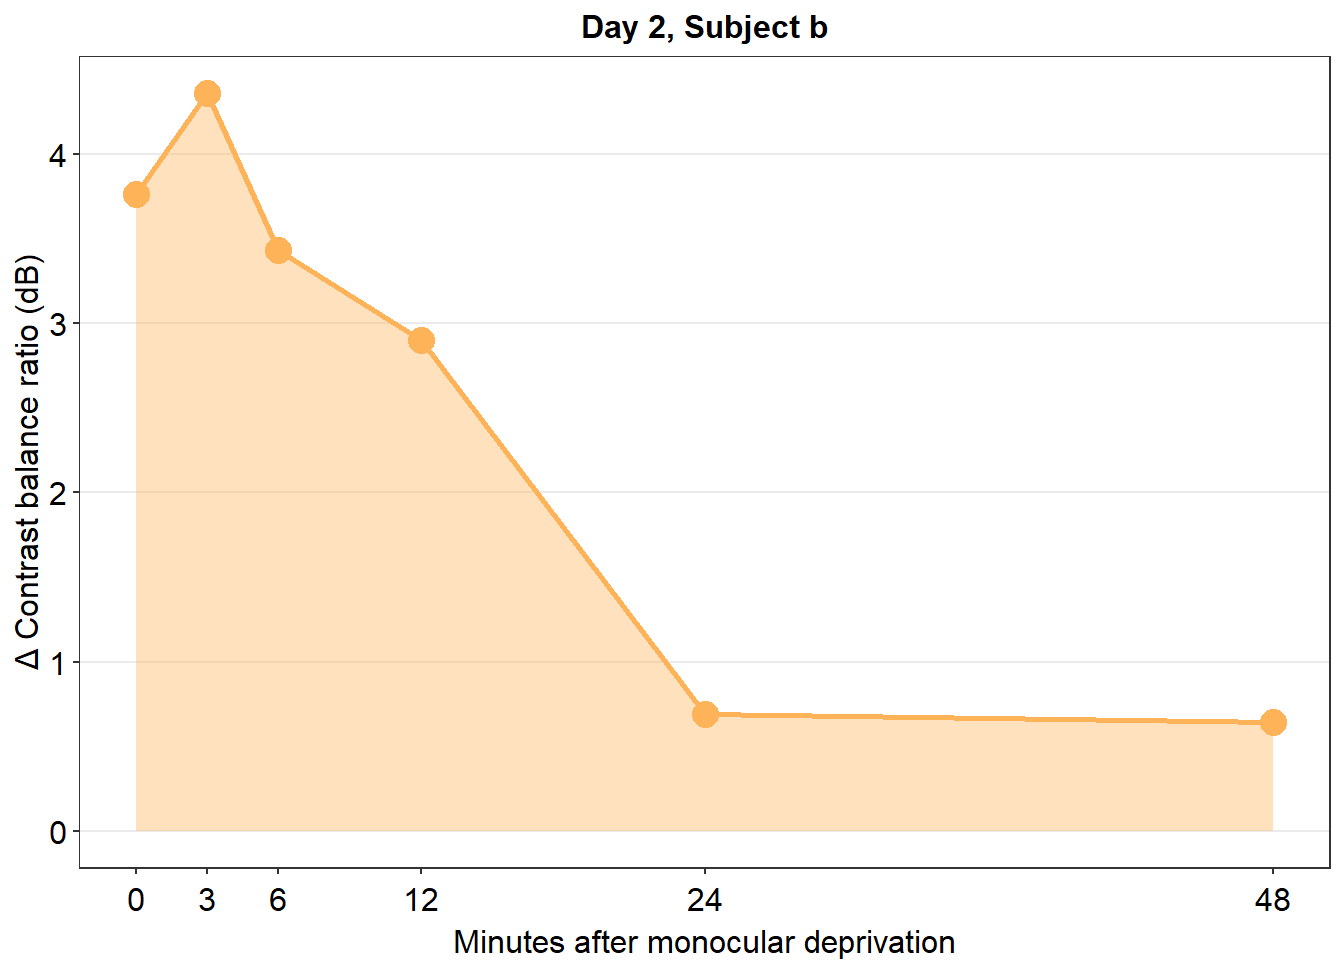 Day 2, Subject b
Δ Contrast balance ratio (dB)
4
3
2
1
0
0 3 6 12 24 48
Minutes after monocular deprivation